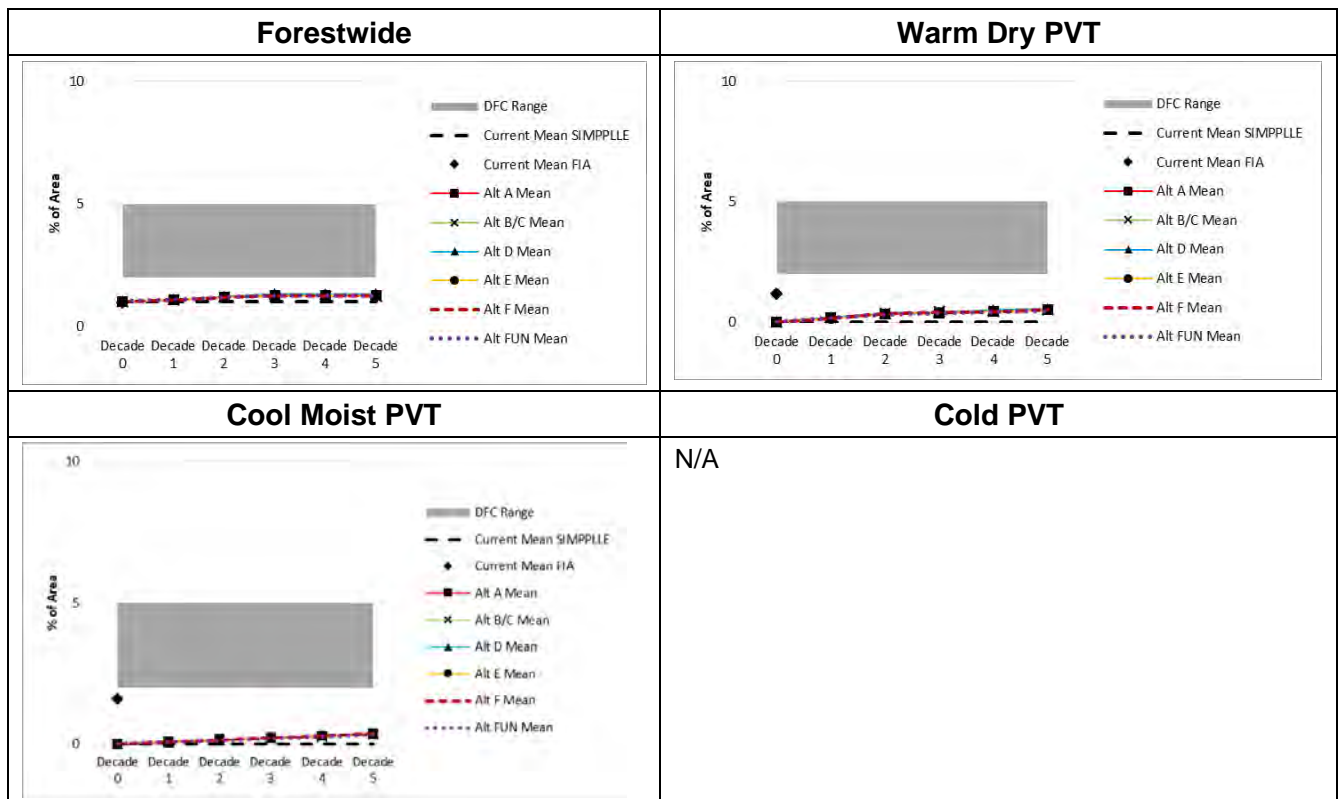 Forestwide
10
5
0
% of Area
Decade 0
Decade 1
Decade 2
Decade 3
Decade 4
Decade 5
DFC Range
Current Mean SIMPPLLE
Current Mean FIA
Alt A Mean
Alt B/C Mean
Alt D Mean
Alt E Mean
Alt F Mean
Alt FUN Mean
Warm Dry PVT
10
5
0
% of Area
Decade 0
Decade 1
Decade 2
Decade 3
Decade 4
Decade 5
DFC Range
Current Mean SIMPPLLE
Current Mean FIA
Alt A Mean
Alt B/C Mean
Alt D Mean
Alt E Mean
Alt F Mean
Alt FUN Mean
Cool Moist PVT
10
5
0
% of Area
Decade 0
Decade 1
Decade 2
Decade 3
Decade 4
Decade 5
DFC Range
Current Mean SIMPPLLE
Current Mean FIA
Alt A Mean
Alt B/C Mean
Alt D Mean
Alt E Mean
Alt F Mean
Alt FUN Mean
Cold PVT
N/A